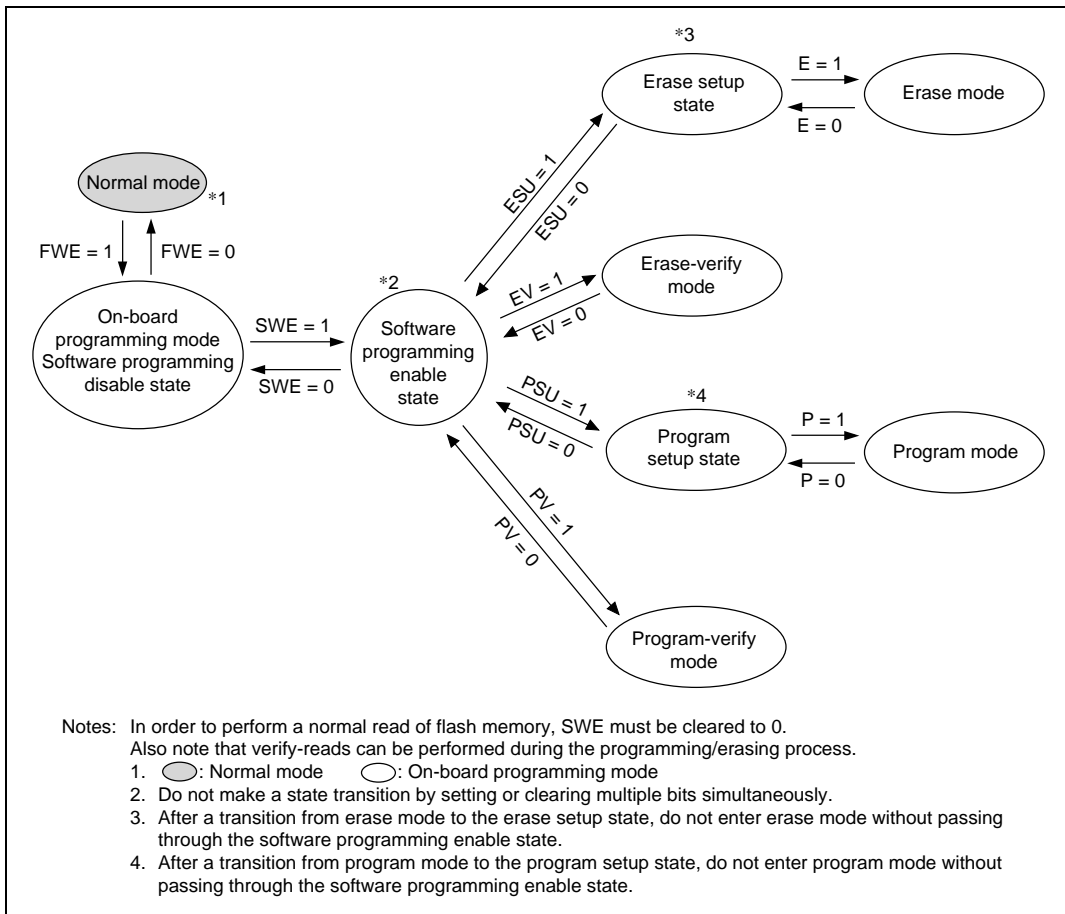 *3
Erase setup
state
E = 1
E = 0
Erase mode
Normal mode
*1
FWE = 1
FWE = 0
ESU = 1
ESU = 0
Erase-verify
mode
EV = 1
EV = 0
*2
On-board
programming mode
Software programming
disable state
SWE = 1
SWE = 0
Software
programming
enable
state
PSU = 1
PSU = 0
*4
Program
setup state
P = 1
P = 0
Program mode
PV = 1
PV = 0
Program-verify
mode
Notes: In order to perform a normal read of flash memory, SWE must be cleared to 0.
Also note that verify-reads can be performed during the programming/erasing process.
1. : Normal mode : On-board programming mode
2. Do not make a state transition by setting or clearing multiple bits simultaneously.
3. After a transition from erase mode to the erase setup state, do not enter erase mode without passing
through the software programming enable state.
4. After a transition from program mode to the program setup state, do not enter program mode without
passing through the software programming enable state.